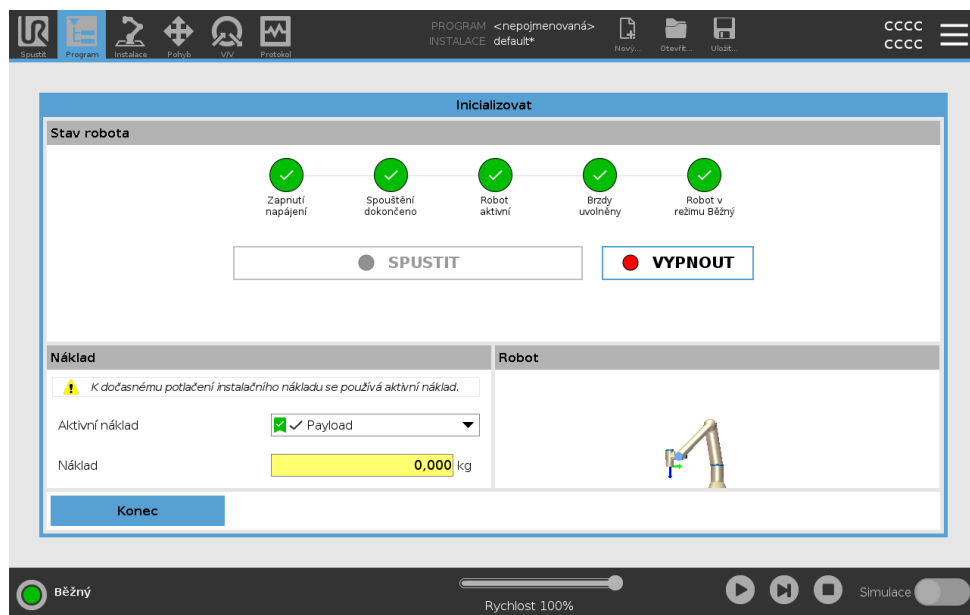 PROGRAM <nepojmenovaná>
INSTALACE default*
CCCC
CCCC
Spustit
Program
Instalace
Pohyb
V/V
Protokol
Nový...
Otevřít...
Uložit...
Inicializovat
Stav robota
Zapnutí
napájení
Spouštění
dokončeno
Robot
aktivní
Brzdy
uvolněny
Robot v
režimu Běžný
SPUSTIT
VYPNOUT
Náklad
Robot
K dočasnému potlačení instalačního nákladu se používá aktivní náklad.
Aktivní náklad
Payload
Náklad
0,000 kg
Konec
Běžný
Rychlost 100%
Simulace